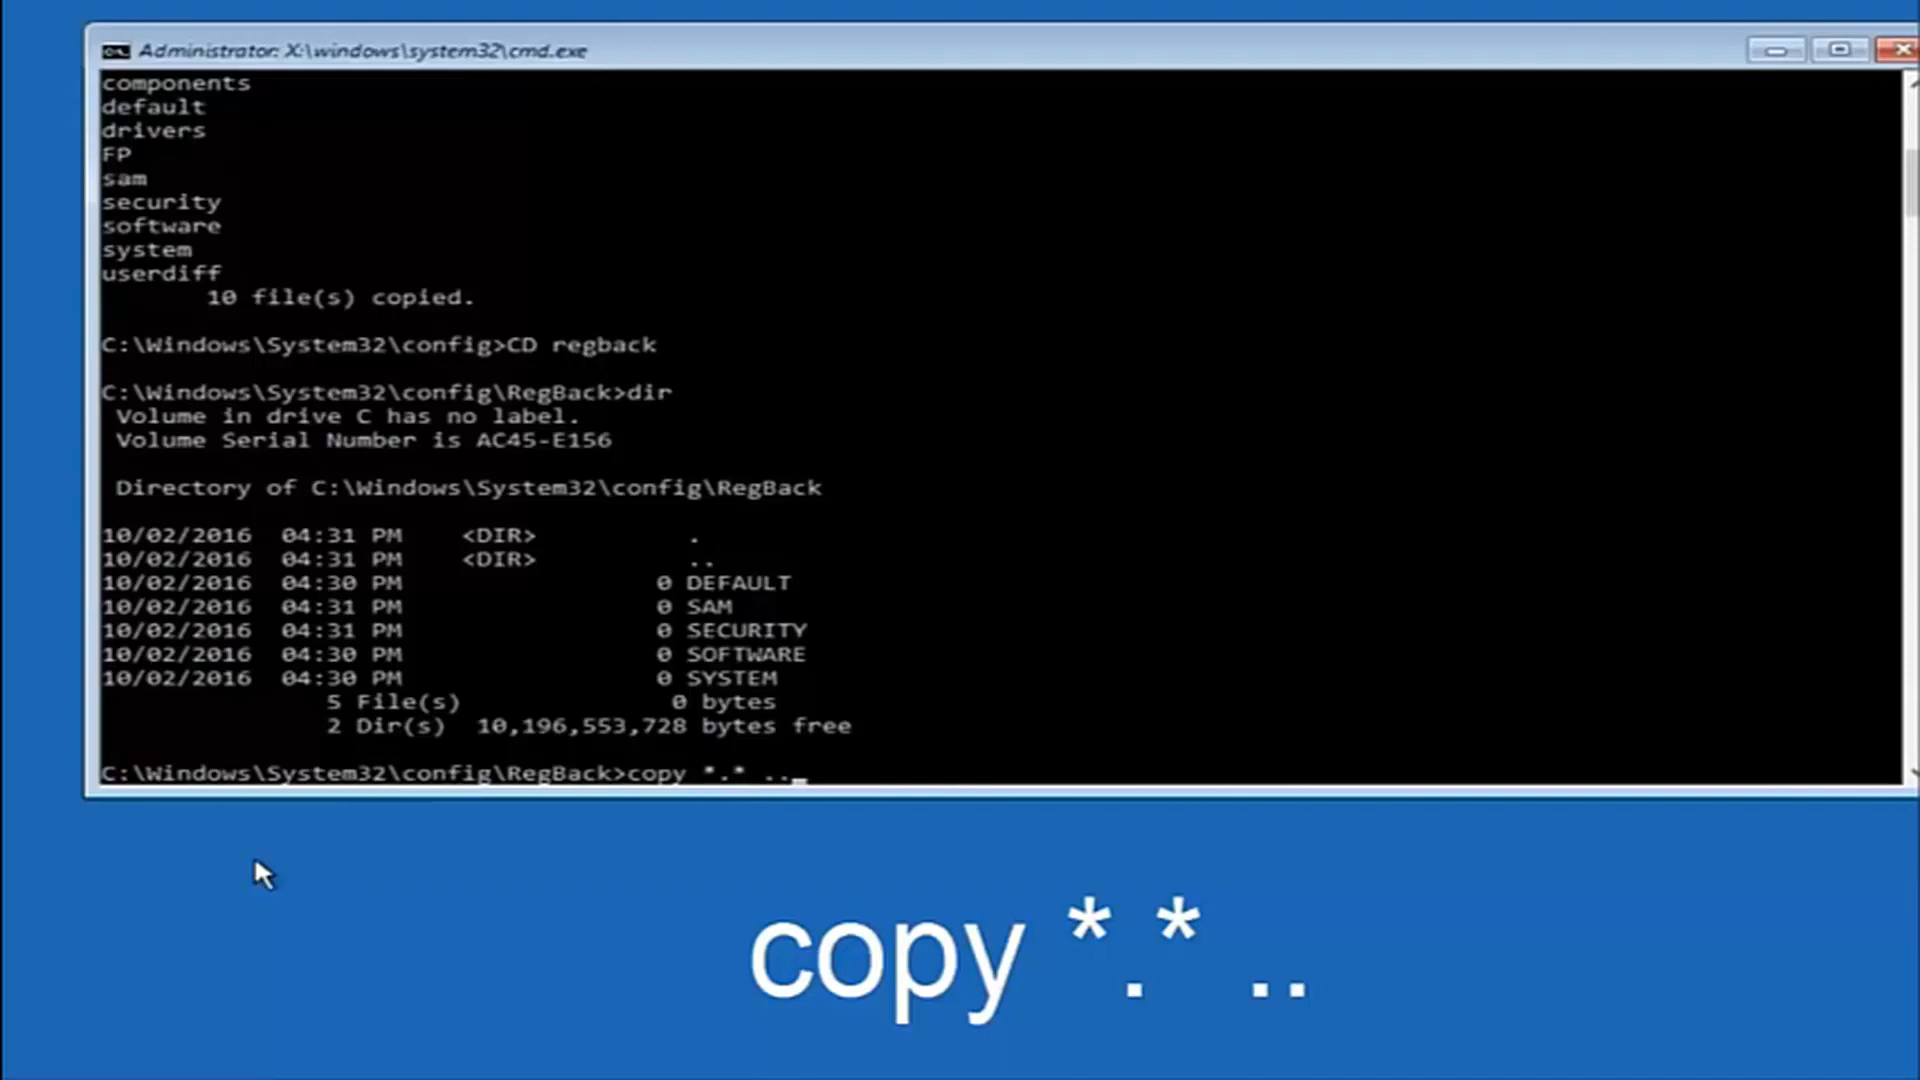 Administrator: X:\windows\system32\cmd.exe
components
default
drivers
FP
sam
security
software
system
userdiff
10 file(s) copied.
C:\Windows\System32\config>CD regback
C:\Windows\System32\config\RegBack>dir
Volume in drive C has no label.
Volume Serial Number is AC45-E156
Directory of C:\Windows\System32\config\RegBack
10/02/2016 04:31 PM <DIR> .
10/02/2016 04:31 PM <DIR> ..
10/02/2016 04:30 PM 0 DEFAULT
10/02/2016 04:31 PM 0 SAM
10/02/2016 04:31 PM 0 SECURITY
10/02/2016 04:30 PM 0 SOFTWARE
10/02/2016 04:30 PM 0 SYSTEM
5 File(s) 0 bytes
2 Dir(s) 10,196,553,728 bytes free
C:\Windows\System32\config\RegBack>copy *.* .._
copy *.* ..